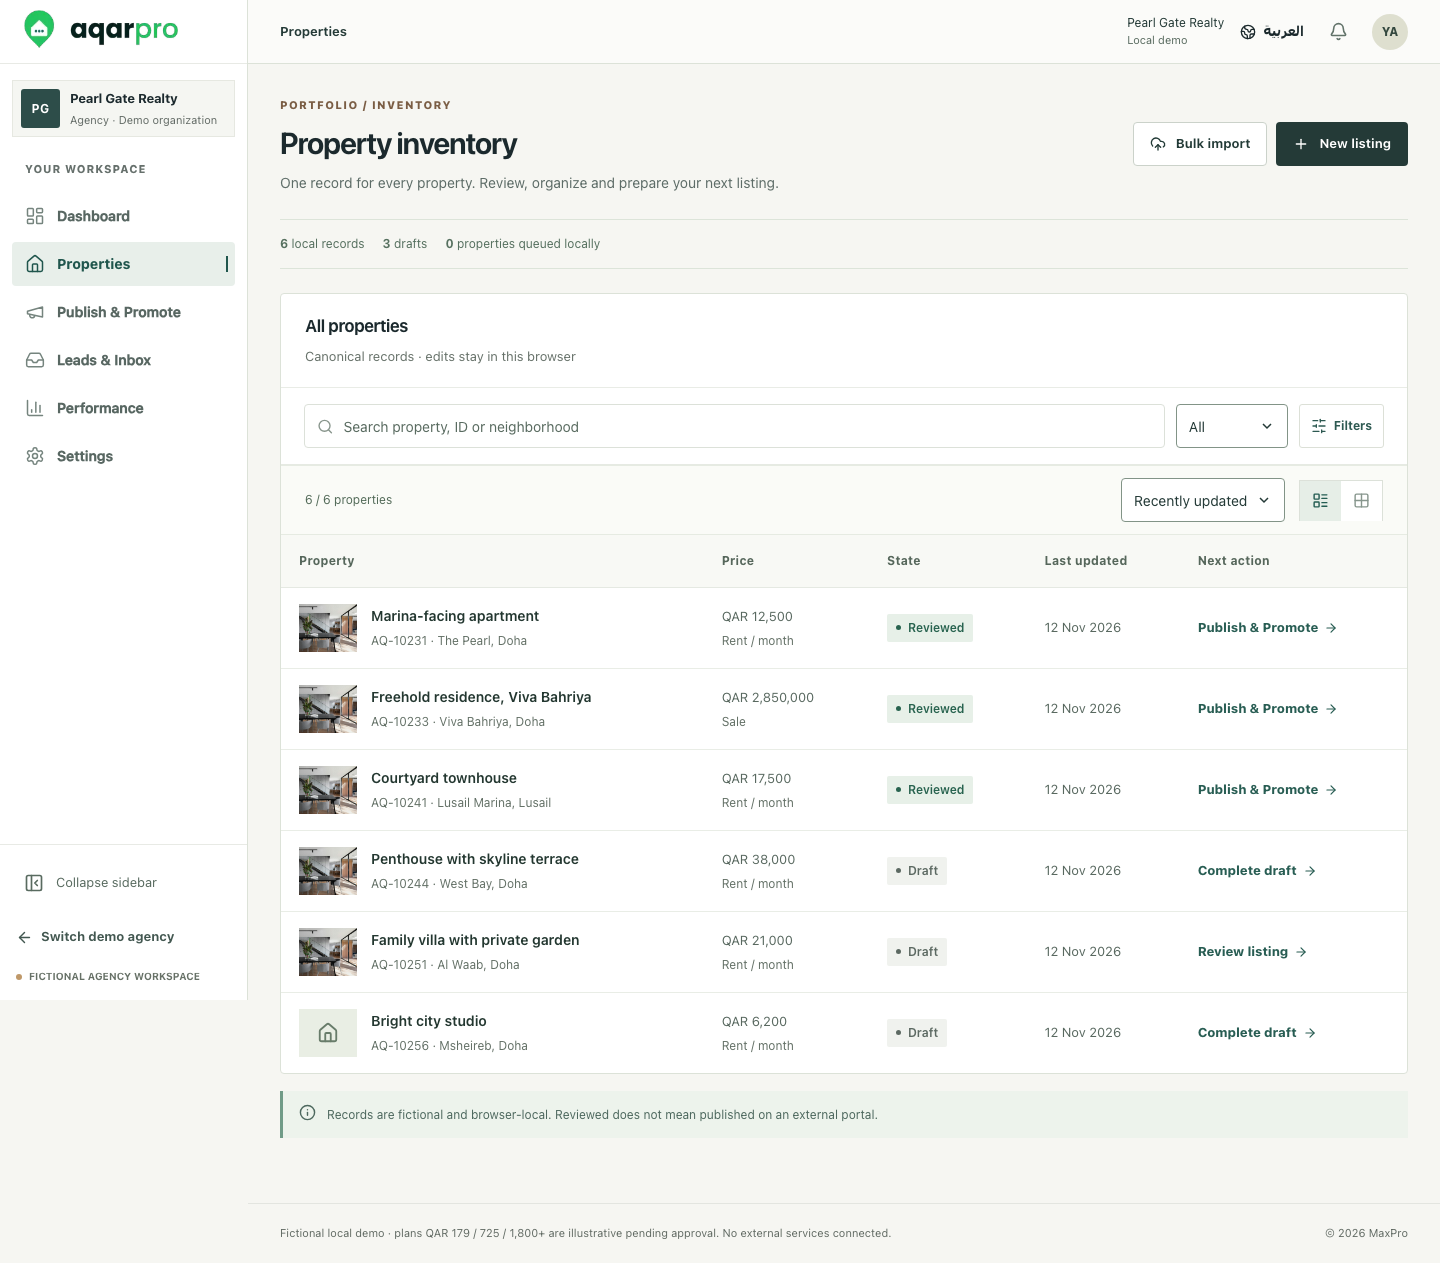 aqarpro
Properties
Pearl Gate Realty
Local demo
العربية
YA
PG
Pearl Gate Realty
Agency · Demo organization
YOUR WORKSPACE
Dashboard
Properties
Publish & Promote
Leads & Inbox
Performance
Settings
Collapse sidebar
Switch demo agency
FICTIONAL AGENCY WORKSPACE
PORTFOLIO / INVENTORY
Property inventory
One record for every property. Review, organize and prepare your next listing.
Bulk import
New listing
6 local records 3 drafts 0 properties queued locally
All properties
Canonical records · edits stay in this browser
Search property, ID or neighborhood
All
Filters
6 / 6 properties
Recently updated
Property Price State Last updated Next action
Marina-facing apartment
AQ-10231 · The Pearl, Doha
QAR 12,500
Rent / month
Reviewed
12 Nov 2026
Publish & Promote
Freehold residence, Viva Bahriya
AQ-10233 · Viva Bahriya, Doha
QAR 2,850,000
Sale
Reviewed
12 Nov 2026
Publish & Promote
Courtyard townhouse
AQ-10241 · Lusail Marina, Lusail
QAR 17,500
Rent / month
Reviewed
12 Nov 2026
Publish & Promote
Penthouse with skyline terrace
AQ-10244 · West Bay, Doha
QAR 38,000
Rent / month
Draft
12 Nov 2026
Complete draft
Family villa with private garden
AQ-10251 · Al Waab, Doha
QAR 21,000
Rent / month
Draft
12 Nov 2026
Review listing
Bright city studio
AQ-10256 · Msheireb, Doha
QAR 6,200
Rent / month
Draft
12 Nov 2026
Complete draft
Records are fictional and browser-local. Reviewed does not mean published on an external portal.
Fictional local demo · plans QAR 179 / 725 / 1,800+ are illustrative pending approval. No external services connected.
© 2026 MaxPro